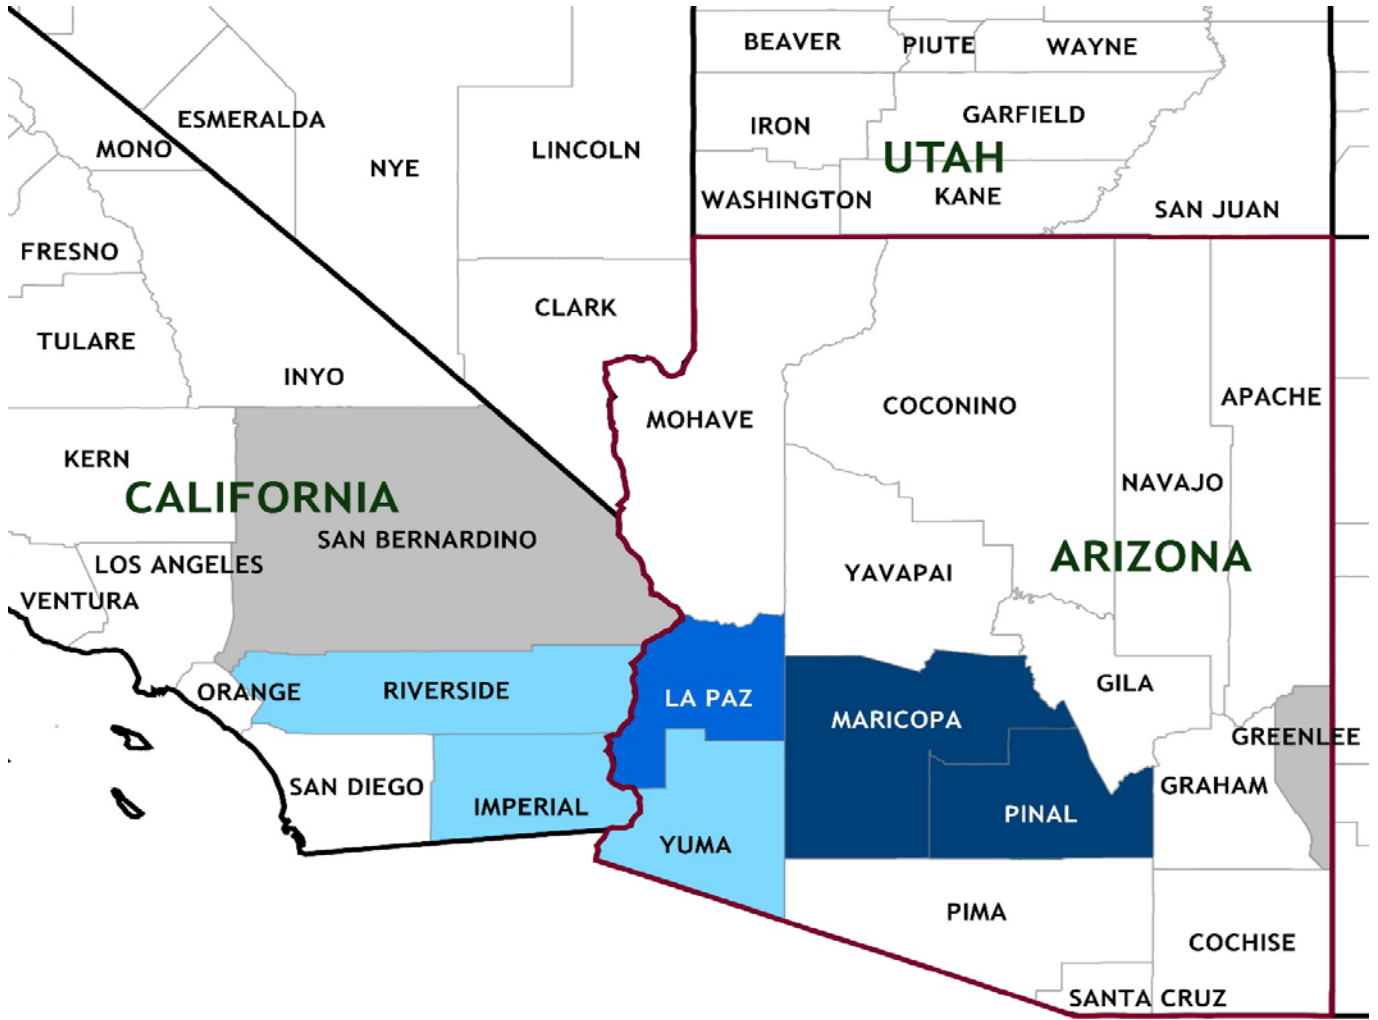 BEAVER
PIUTE
WAYNE
ESMERALDA
GARFIELD
IRON
MONO
LINCOLN
UTAH
NYE
WASHINGTON
KANE
SAN JUAN
FRESNO
CLARK
TULARE
INYO
APACHE
COCONINO
MOHAVE
KERN
NAVAJO
CALIFORNIA
SAN BERNARDINO
ARIZONA
LOS ANGELES
YAVAPAI
VENTURA
GILA
ORANGE
RIVERSIDE
LA PAZ
MARICOPA
GREENLEE
SAN DIEGO
GRAHAM
IMPERIAL
PINAL
YUMA
PIMA
COCHISE
SANTA CRUZ